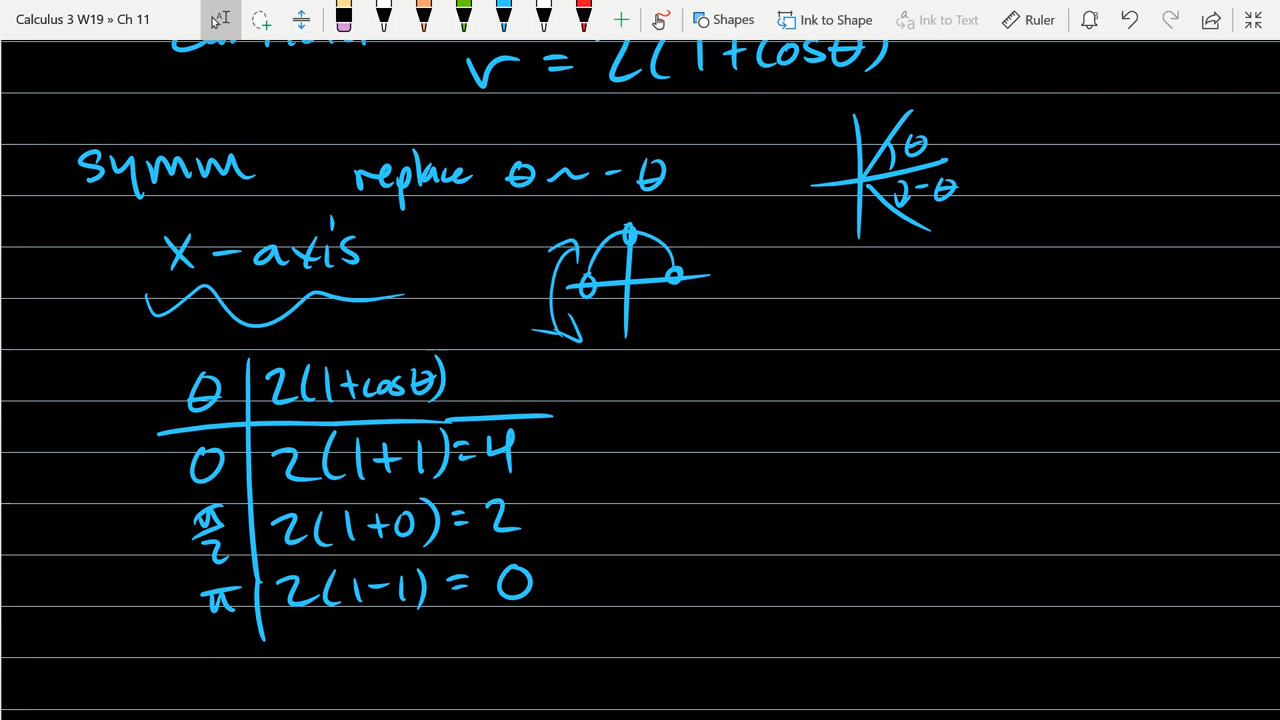 Calculus 3 W19 » Ch 11
Shapes Ink to Shape Ink to Text Ruler
r = 2(1+cosθ)
symm replace θ ~ -θ
θ
-θ
x-axis
θ 2(1+cosθ)
0 2(1+1)=4
π/2 2(1+0)=2
π 2(1-1)=0